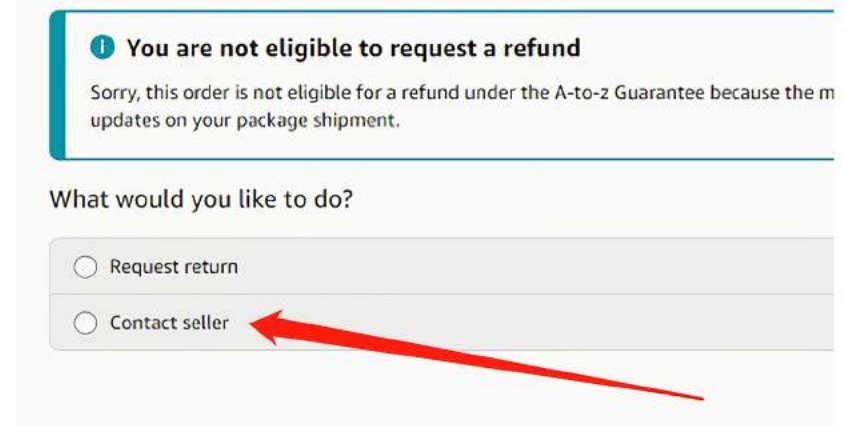 You are not eligible to request a refund
Sorry, this order is not eligible for a refund under the A-to-z Guarantee because the m
updates on your package shipment.
What would you like to do?
Request return
Contact seller